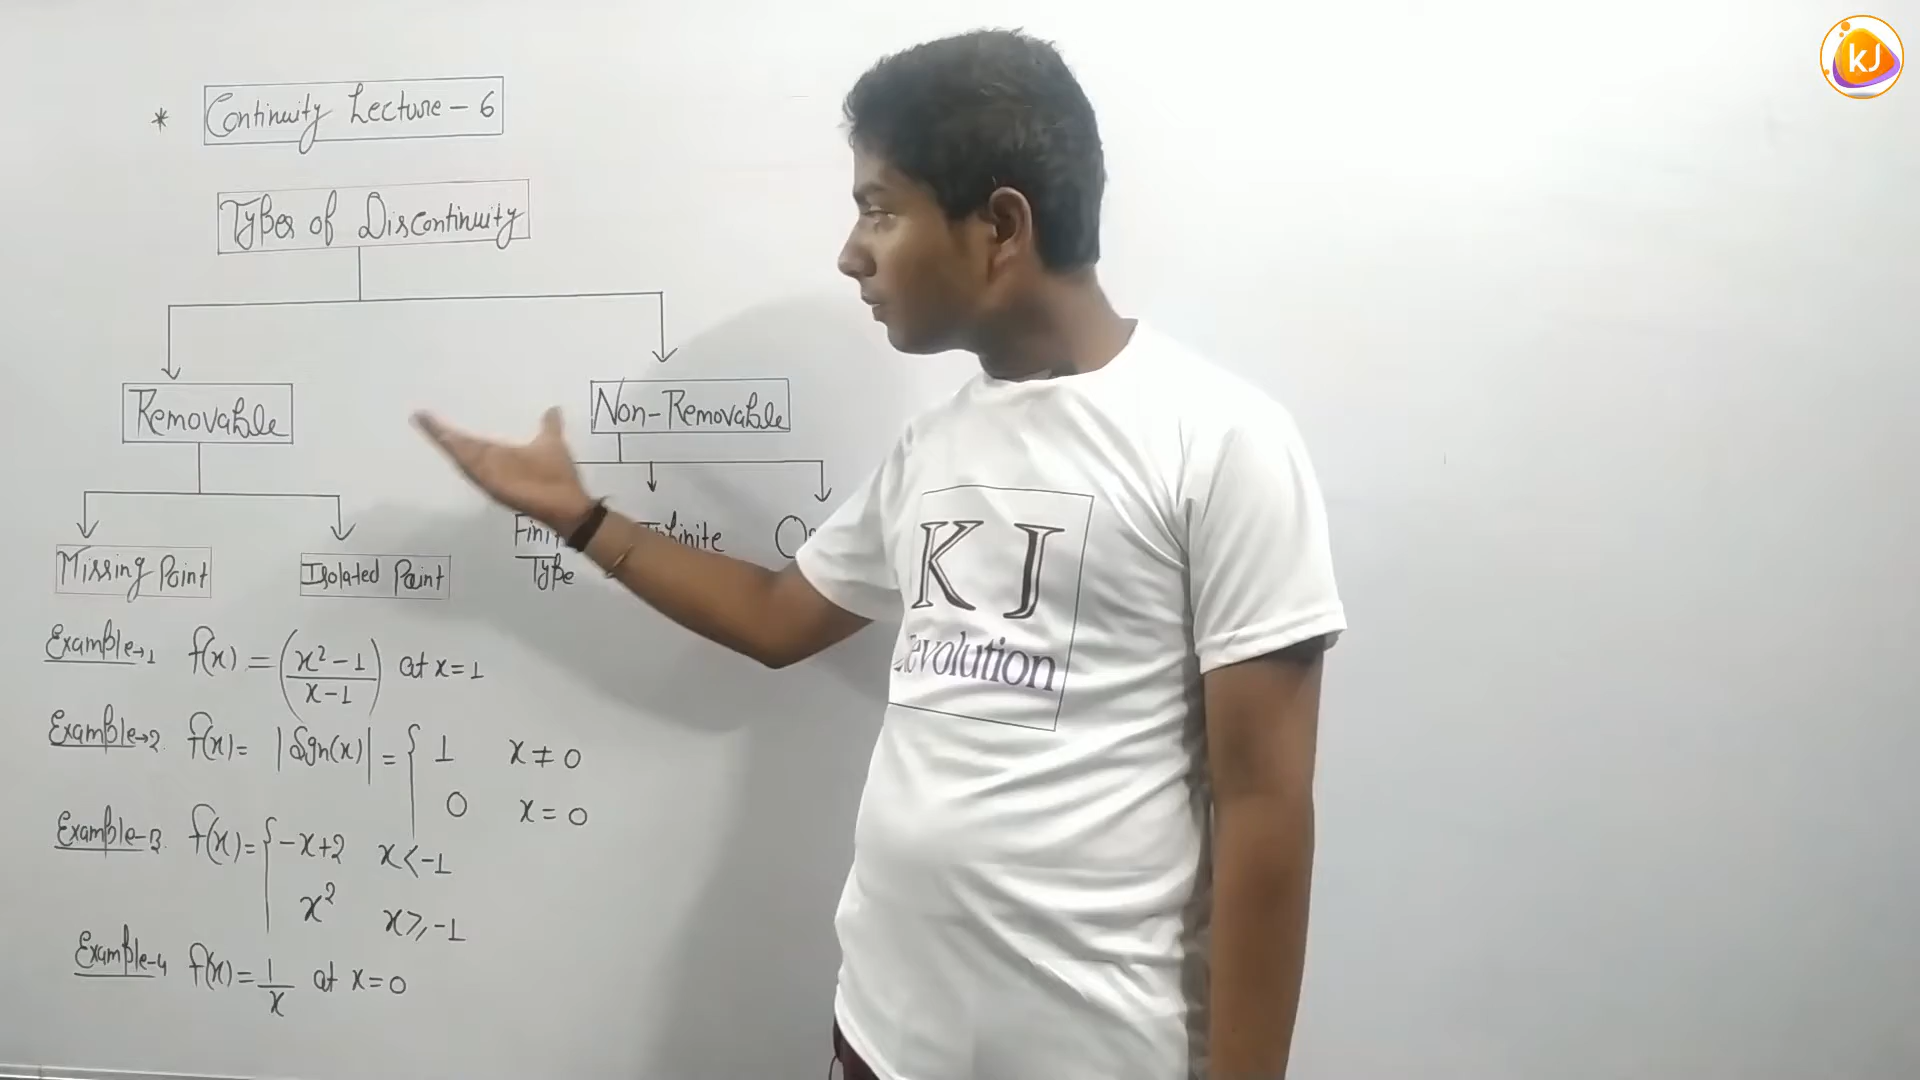 * Continuity Lecture - 6
Types of Discontinuity
Removable
Non-Removable
Missing Point
Isolated Point
Type
Infinite
Example→1 f(x) = (x²-1 / x-1) at x=1
Example→2. f(x)= |Sgn(x)| = { 1 x ≠ 0
0 x = 0
Example-3. f(x)= { -x+2 x<-1
x² x≥-1
Example-4 f(x) = 1/x at x=0
KJ
Revolution
KJ